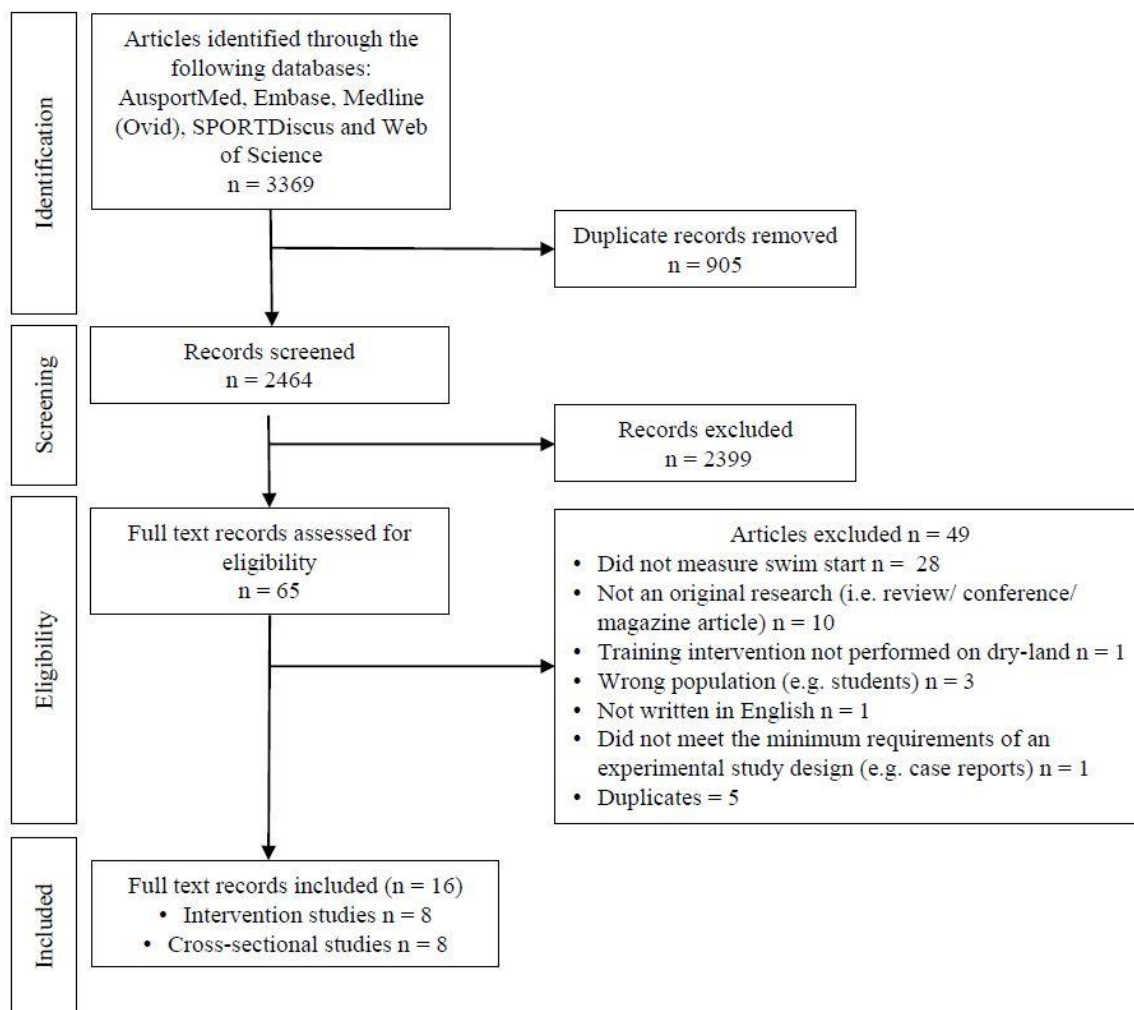 Identification
Articles identified through the
following databases:
AusportMed, Embase, Medline
(Ovid), SPORTDiscus and Web
of Science
n = 3369
Duplicate records removed
n = 905
Screening
Records screened
n = 2464
Records excluded
n = 2399
Eligibility
Full text records assessed for
eligibility
n = 65
Articles excluded n = 49
• Did not measure swim start n = 28
• Not an original research (i.e. review/ conference/
magazine article) n = 10
• Training intervention not performed on dry-land n = 1
• Wrong population (e.g. students) n = 3
• Not written in English n = 1
• Did not meet the minimum requirements of an
experimental study design (e.g. case reports) n = 1
• Duplicates = 5
Included
Full text records included (n = 16)
• Intervention studies n = 8
• Cross-sectional studies n = 8